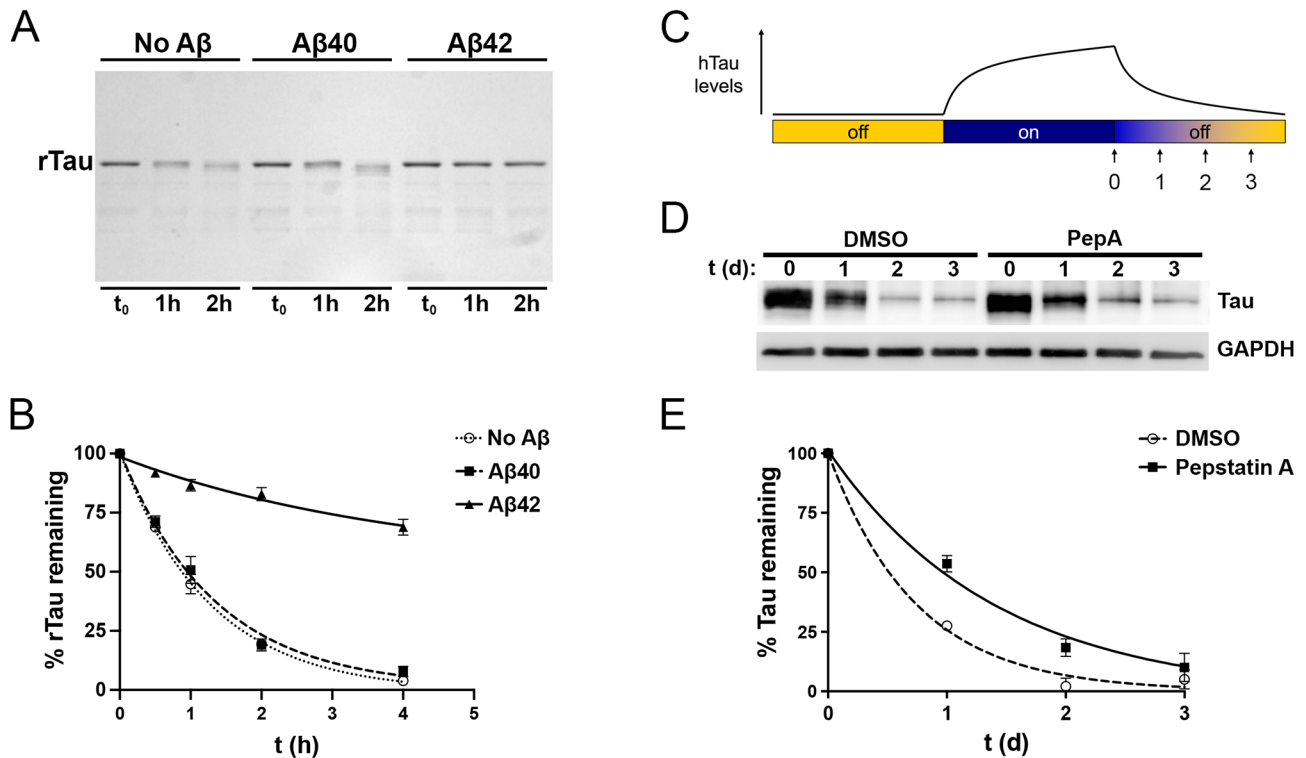 A
No Aβ Aβ40 Aβ42
rTau
t₀ 1h 2h t₀ 1h 2h t₀ 1h 2h
B
100
75
50
25
0
% rTau remaining
0 1 2 3 4 5
t (h)
No Aβ
Aβ40
Aβ42
C
hTau
levels
off on off
0 1 2 3
D
DMSO PepA
t (d): 0 1 2 3 0 1 2 3
Tau
GAPDH
E
100
75
50
25
0
% Tau remaining
0 1 2 3
t (d)
DMSO
Pepstatin A